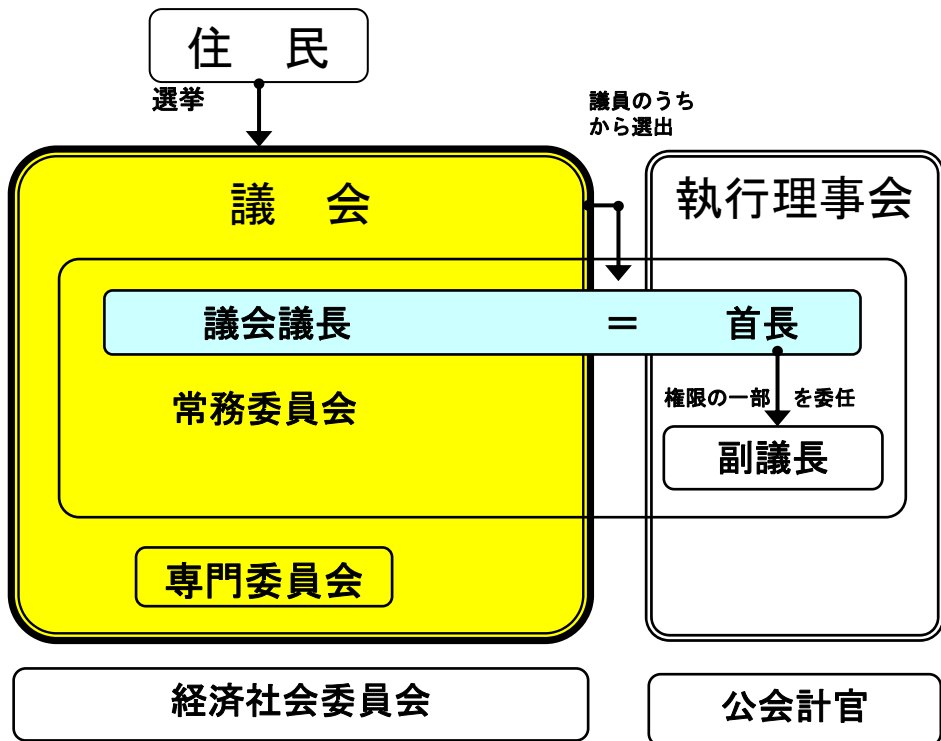 住　民
選挙
議員のうち
から選出
議　会
執行理事会
議会議長　＝　首長
常務委員会
権限の一部　を委任
副議長
専門委員会
経済社会委員会
公会計官